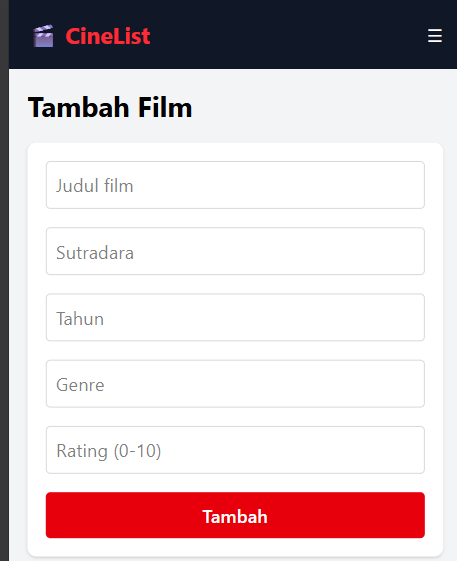 CineList
Tambah Film
Judul film
Sutradara
Tahun
Genre
Rating (0-10)
Tambah